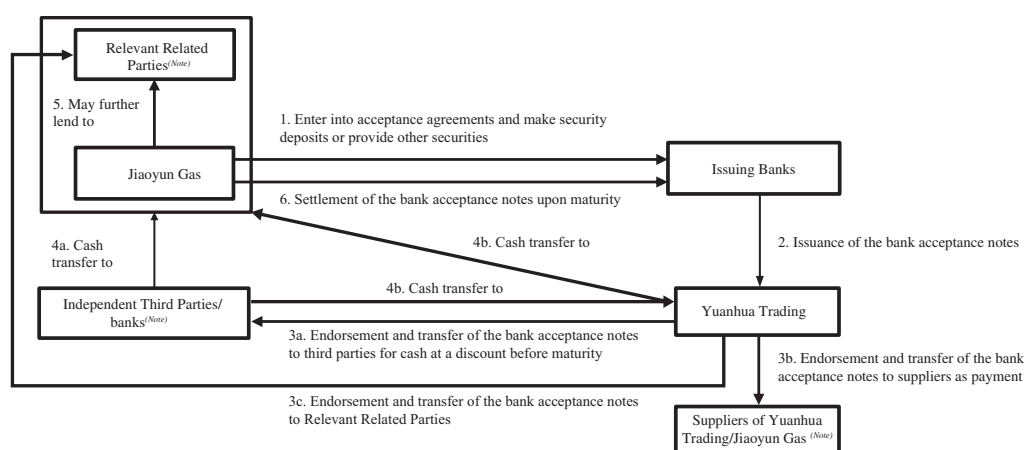 Relevant Related
Parties(Note)
5. May further
lend to
1. Enter into acceptance agreements and make security
deposits or provide other securities
Jiaoyun Gas
Issuing Banks
6. Settlement of the bank acceptance notes upon maturity
4a. Cash
transfer to
4b. Cash transfer to
2. Issuance of the bank acceptance notes
4b. Cash transfer to
Independent Third Parties/
banks(Note)
Yuanhua Trading
3a. Endorsement and transfer of the bank acceptance notes
to third parties for cash at a discount before maturity
3b. Endorsement and transfer of the bank
acceptance notes to suppliers as payment
3c. Endorsement and transfer of the bank acceptance notes
to Relevant Related Parties
Suppliers of Yuanhua
Trading/Jiaoyun Gas (Note)